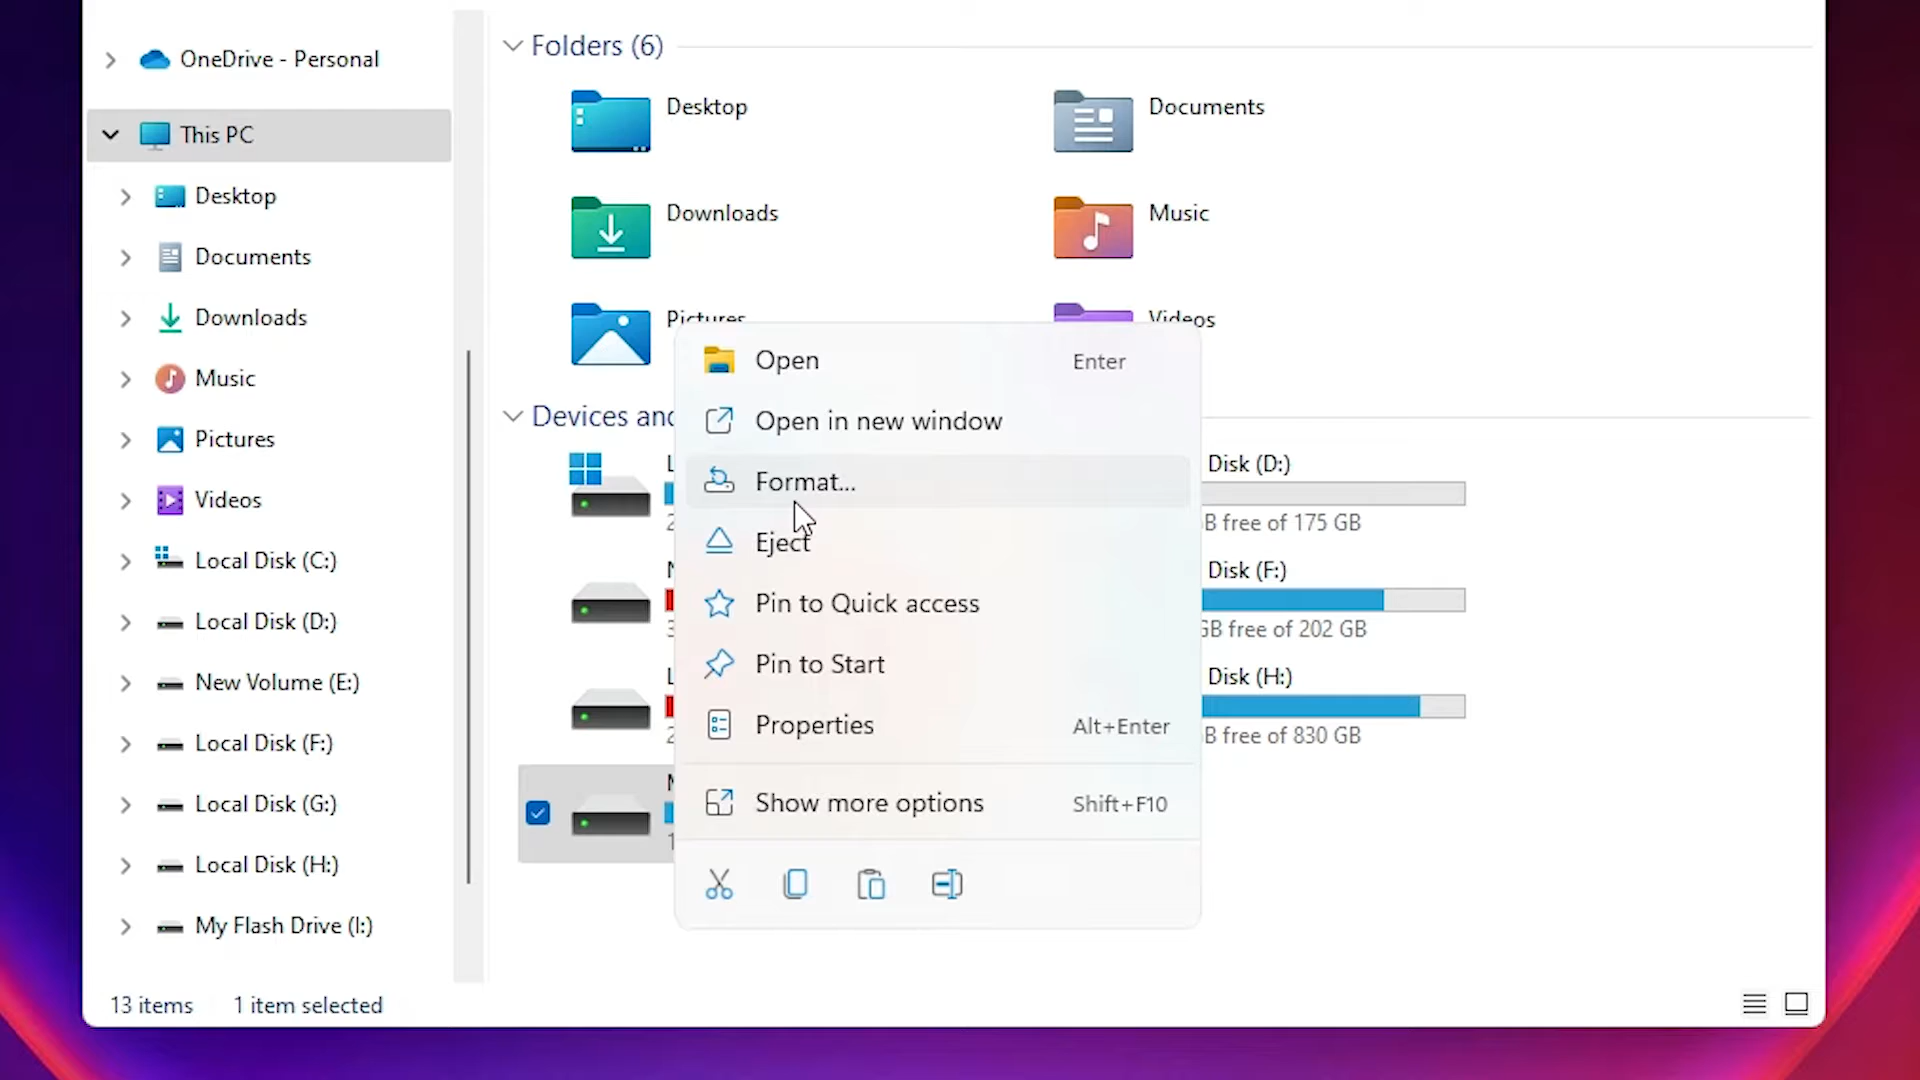 OneDrive - Personal
This PC
Desktop
Documents
Downloads
Music
Pictures
Videos
Local Disk (C:)
Local Disk (D:)
New Volume (E:)
Local Disk (F:)
Local Disk (G:)
Local Disk (H:)
My Flash Drive (I:)
13 items 1 item selected
Folders (6)
Desktop
Documents
Downloads
Music
Pictures
Videos
Devices and
Disk (D:)
B free of 175 GB
Disk (F:)
GB free of 202 GB
Disk (H:)
B free of 830 GB
Open Enter
Open in new window
Format...
Eject
Pin to Quick access
Pin to Start
Properties Alt+Enter
Show more options Shift+F10